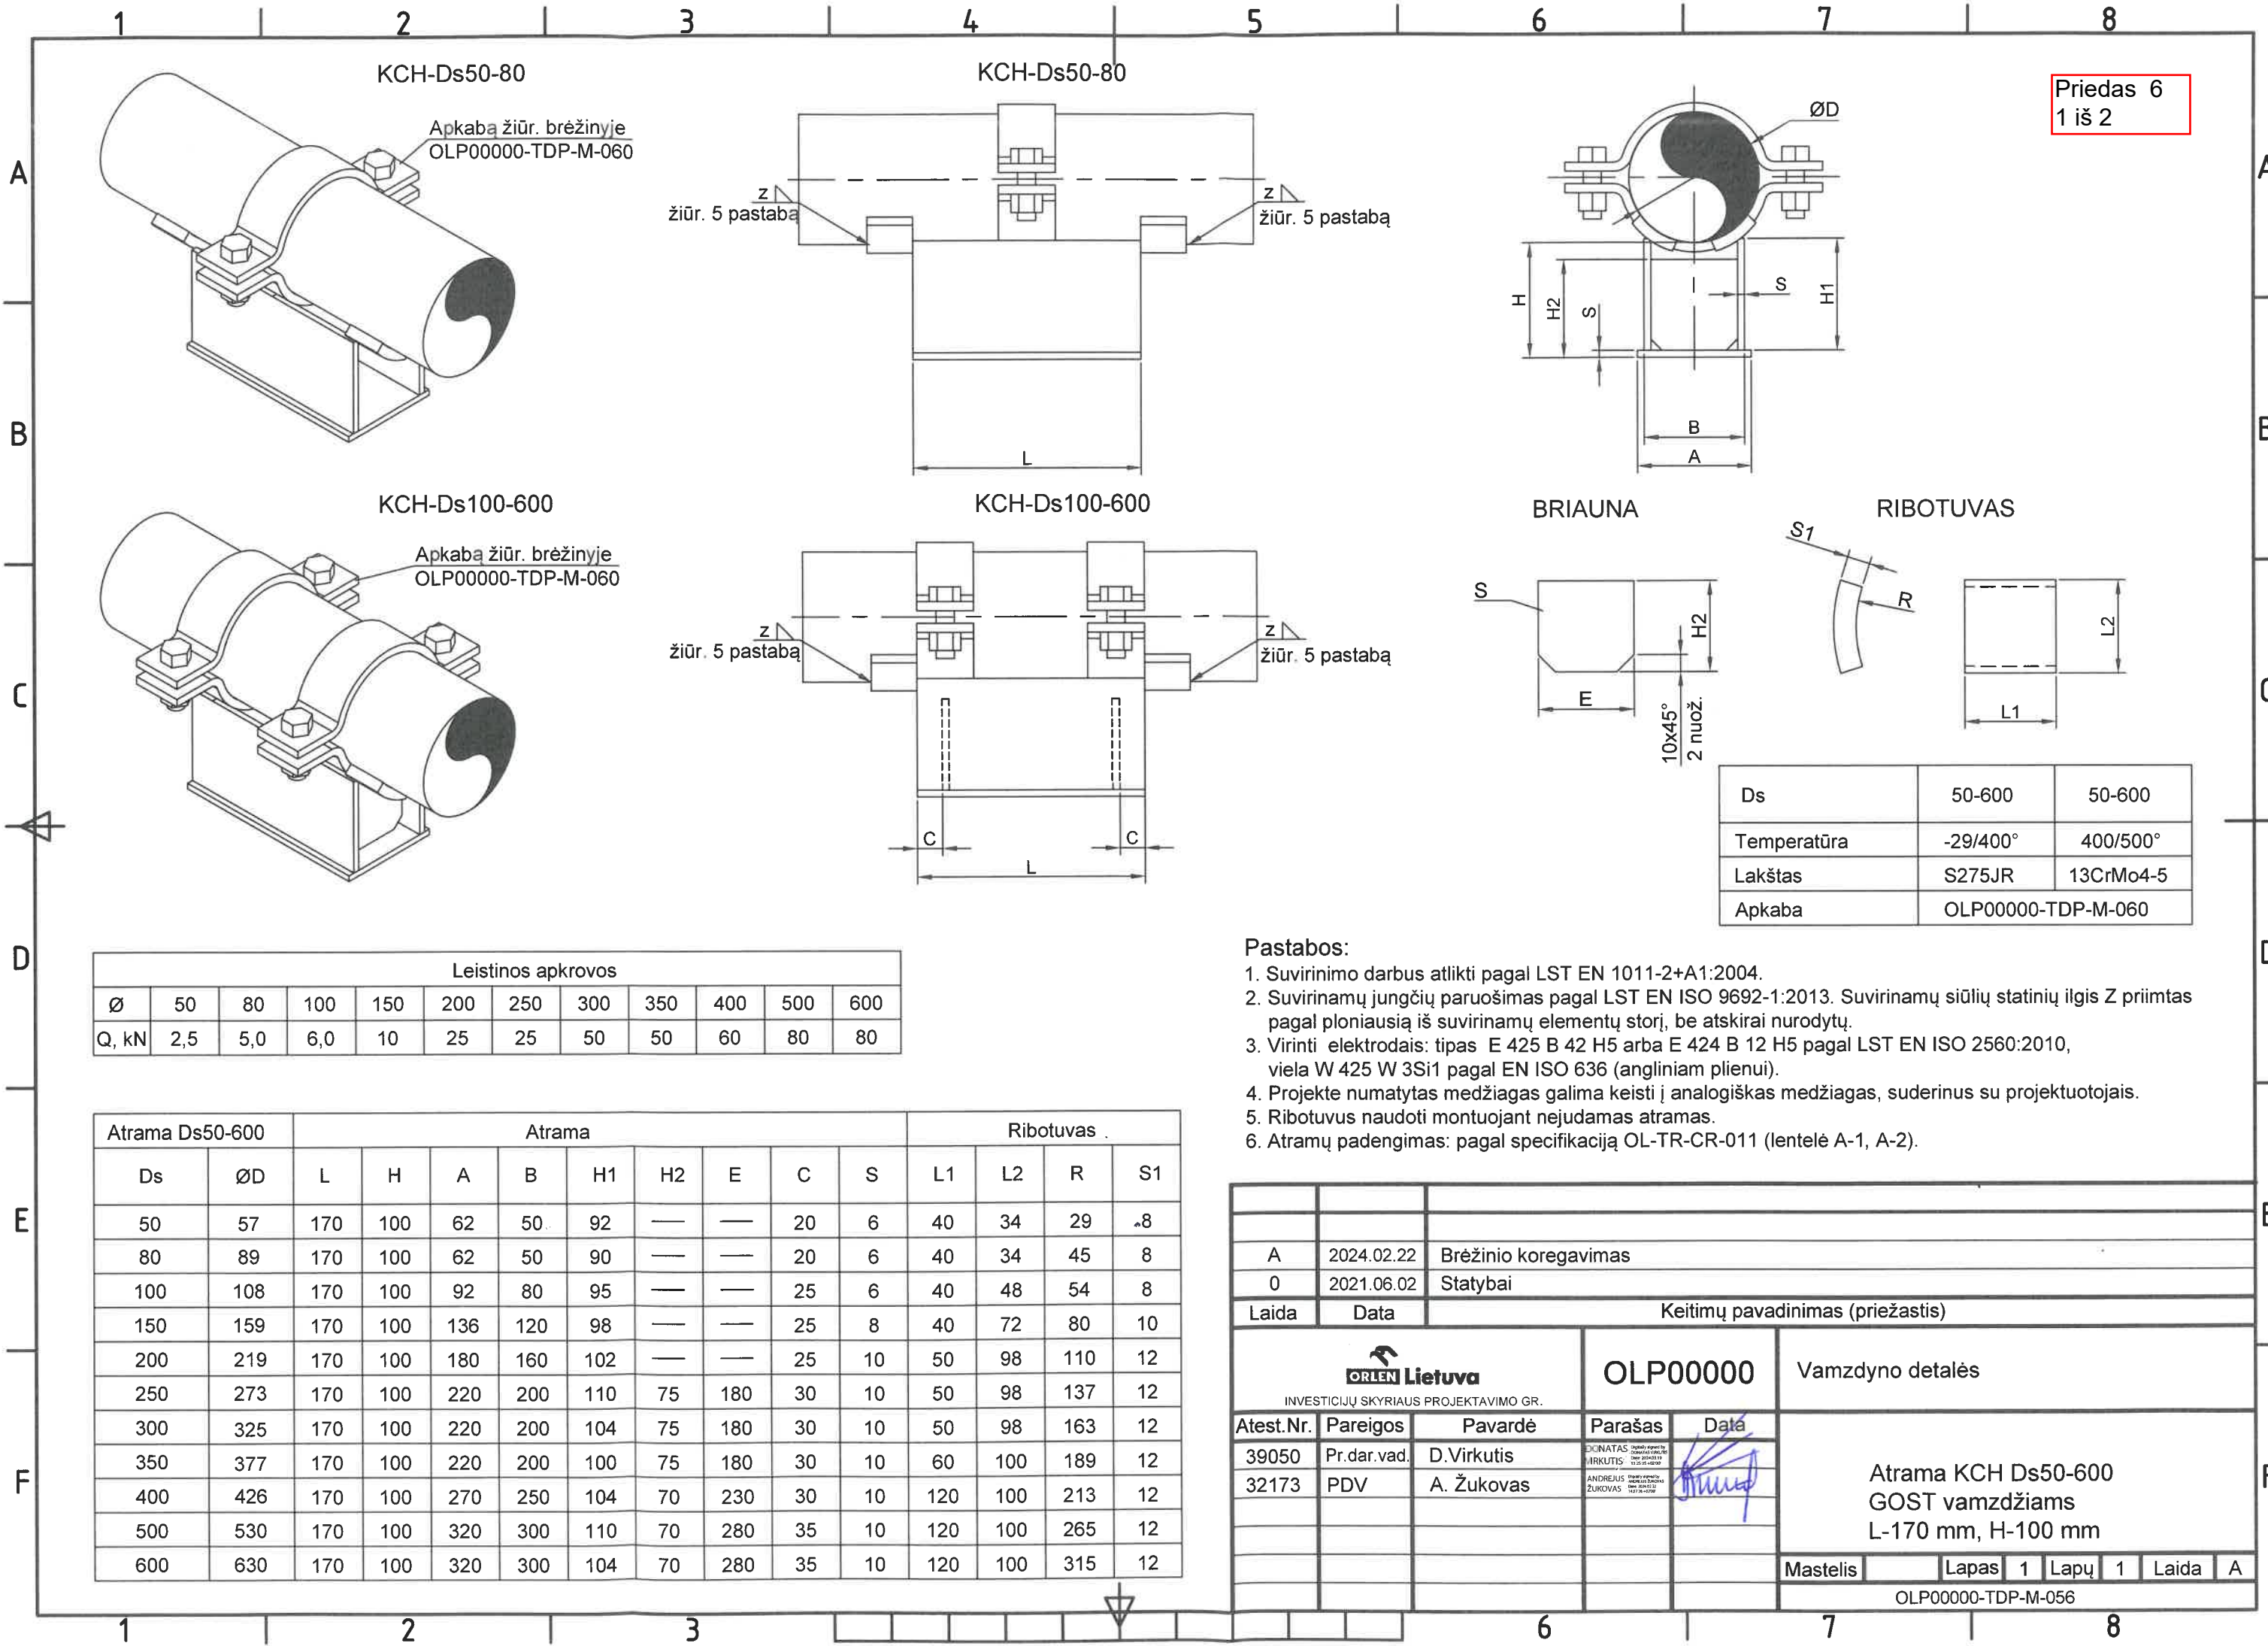 1 2 3 4 5 6 7 8
A
B
C
D
E
F
A
B
C
D
E
F
Priedas 6
1 iš 2
KCH-Ds50-80
Apkabą žiūr. brėžinyje
OLP00000-TDP-M-060
KCH-Ds50-80
z
žiūr. 5 pastabą
z
žiūr. 5 pastabą
L
ØD
H
H2
S
S
H1
B
A
KCH-Ds100-600
Apkabą žiūr. brėžinyje
OLP00000-TDP-M-060
KCH-Ds100-600
z
žiūr. 5 pastabą
z
žiūr. 5 pastabą
C
C
L
BRIAUNA
S
H2
E
10x45°
2 nuož.
RIBOTUVAS
S1
R
L2
L1
Ds 50-600 50-600
Temperatūra -29/400° 400/500°
Lakštas S275JR 13CrMo4-5
Apkaba OLP00000-TDP-M-060
Leistinos apkrovos
Ø 50 80 100 150 200 250 300 350 400 500 600
Q, kN 2,5 5,0 6,0 10 25 25 50 50 60 80 80
Pastabos:
1. Suvirinimo darbus atlikti pagal LST EN 1011-2+A1:2004.
2. Suvirinamų jungčių paruošimas pagal LST EN ISO 9692-1:2013. Suvirinamų siūlių statinių ilgis Z priimtas
pagal ploniausią iš suvirinamų elementų storį, be atskirai nurodytų.
3. Virinti elektrodais: tipas E 425 B 42 H5 arba E 424 B 12 H5 pagal LST EN ISO 2560:2010,
viela W 425 W 3Si1 pagal EN ISO 636 (angliniam plienui).
4. Projekte numatytas medžiagas galima keisti į analogiškas medžiagas, suderinus su projektuotojais.
5. Ribotuvus naudoti montuojant nejudamas atramas.
6. Atramų padengimas: pagal specifikaciją OL-TR-CR-011 (lentelė A-1, A-2).
Atrama Ds50-600 Atrama Ribotuvas
Ds ØD L H A B H1 H2 E C S L1 L2 R S1
50 57 170 100 62 50 92 — — 20 6 40 34 29 8
80 89 170 100 62 50 90 — — 20 6 40 34 45 8
100 108 170 100 92 80 95 — — 25 6 40 48 54 8
150 159 170 100 136 120 98 — — 25 8 40 72 80 10
200 219 170 100 180 160 102 — — 25 10 50 98 110 12
250 273 170 100 220 200 110 75 180 30 10 50 98 137 12
300 325 170 100 220 200 104 75 180 30 10 50 98 163 12
350 377 170 100 220 200 100 75 180 30 10 60 100 189 12
400 426 170 100 270 250 104 70 230 30 10 120 100 213 12
500 530 170 100 320 300 110 70 280 35 10 120 100 265 12
600 630 170 100 320 300 104 70 280 35 10 120 100 315 12
A 2024.02.22 Brėžinio koregavimas
0 2021.06.02 Statybai
Laida Data Keitimų pavadinimas (priežastis)
ORLEN Lietuva
INVESTICIJŲ SKYRIAUS PROJEKTAVIMO GR.
OLP00000
Vamzdyno detalės
Atest.Nr. Pareigos Pavardė Parašas Data
39050 Pr.dar.vad. D.Virkutis DONATAS
VIRKUTIS
32173 PDV A. Žukovas ANDREJUS
ŽUKOVAS
Atrama KCH Ds50-600
GOST vamzdžiams
L-170 mm, H-100 mm
Mastelis Lapas 1 Lapų 1 Laida A
OLP00000-TDP-M-056
1 2 3 6 7 8